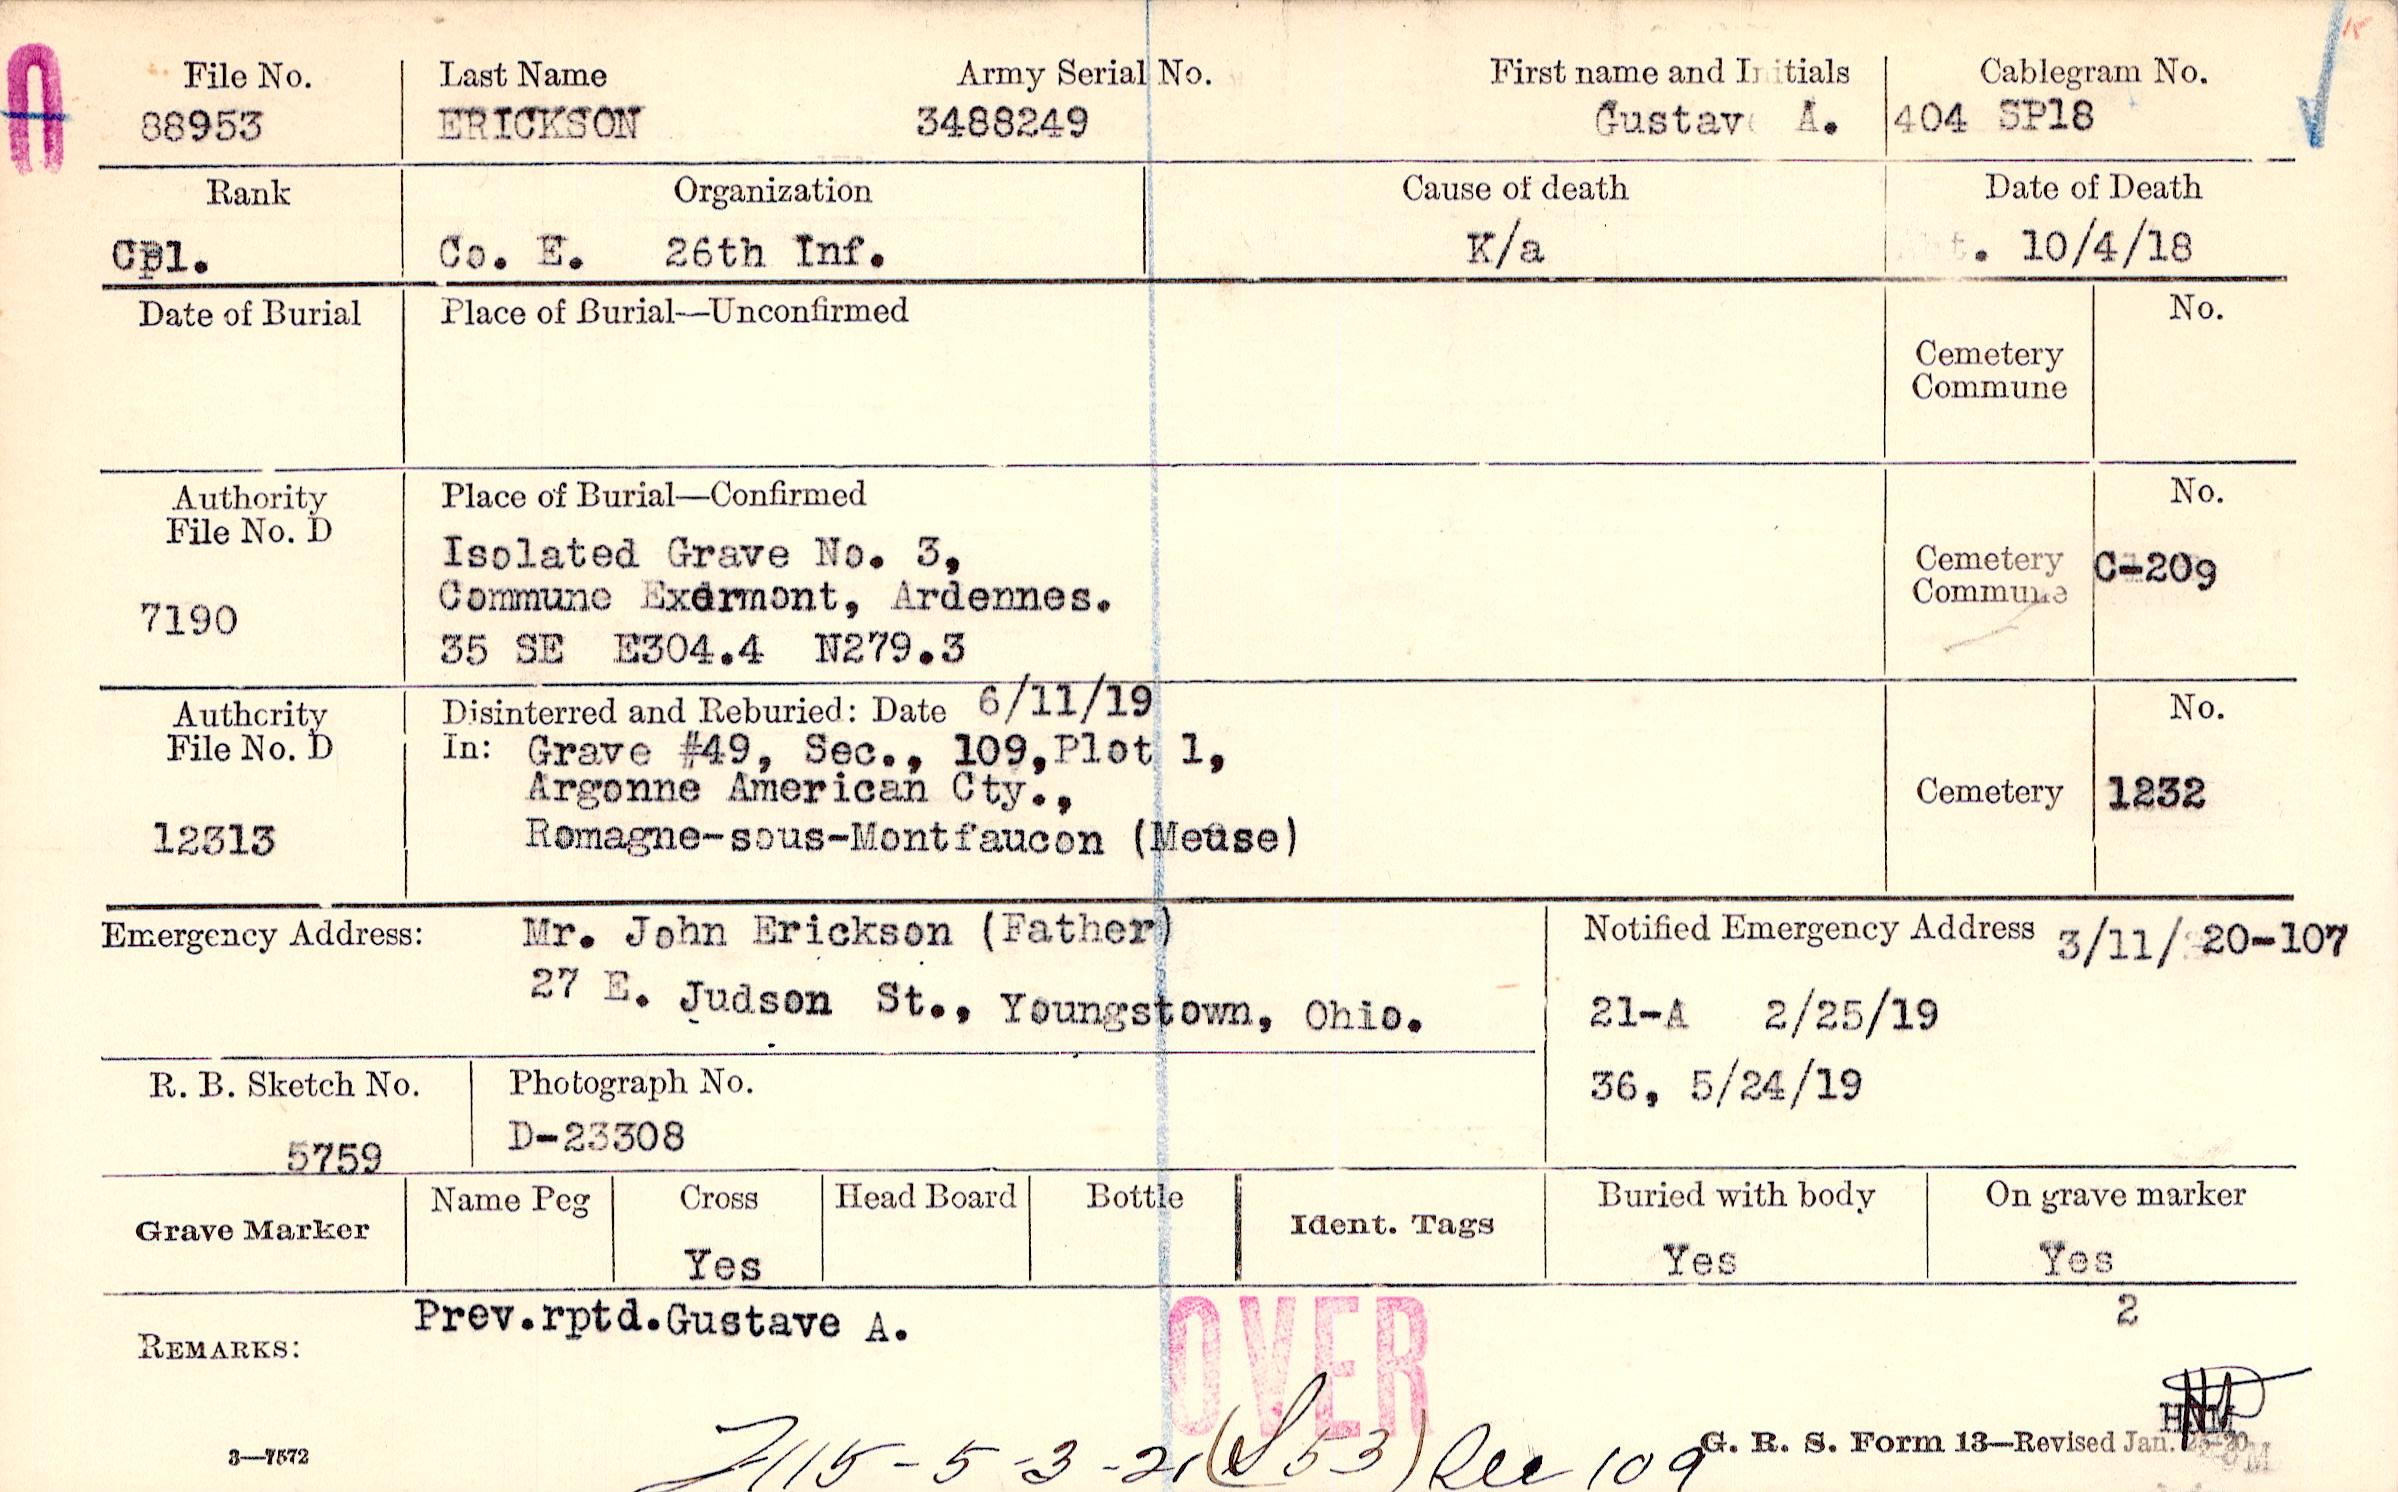 File No. Last Name Army Serial No. First name and Initials Cablegram No.
88953 ERICKSON 3488249 Gustav A. 404 SP18
Rank Organization Cause of death Date of Death
Cpl. Co. E. 26th Inf. K/a 10/4/18
Date of Burial Place of Burial—Unconfirmed No.
Cemetery
Commune
Authority Place of Burial—Confirmed No.
File No. D
Isolated Grave No. 3,
Cemetery C-209
Commune Exermont, Ardennes. Commune
7190
35 SE E304.4 N279.3
Authority Disinterred and Reburied: Date 6/11/19 No.
File No. D In: Grave #49, Sec., 109,Plot 1,
Argonne American Cty., Cemetery 1232
12313 Romagne-sous-Montfaucon (Meuse)
Emergency Address: Mr. John Erickson (Father) Notified Emergency Address 3/11/ 20-107
27 E. Judson St., Youngstown, Ohio. 21-A 2/25/19
R. B. Sketch No. Photograph No. 36, 5/24/19
5759 D-23308
Grave Marker Name Peg Cross Head Board Bottle Ident. Tags Buried with body On grave marker
Yes Yes Yes
Prev.rptd.Gustave A. 2
REMARKS: OVER
3—7572 115-5-3-21 (S53) Sec 109 G. R. S. Form 13—Revised Jan.